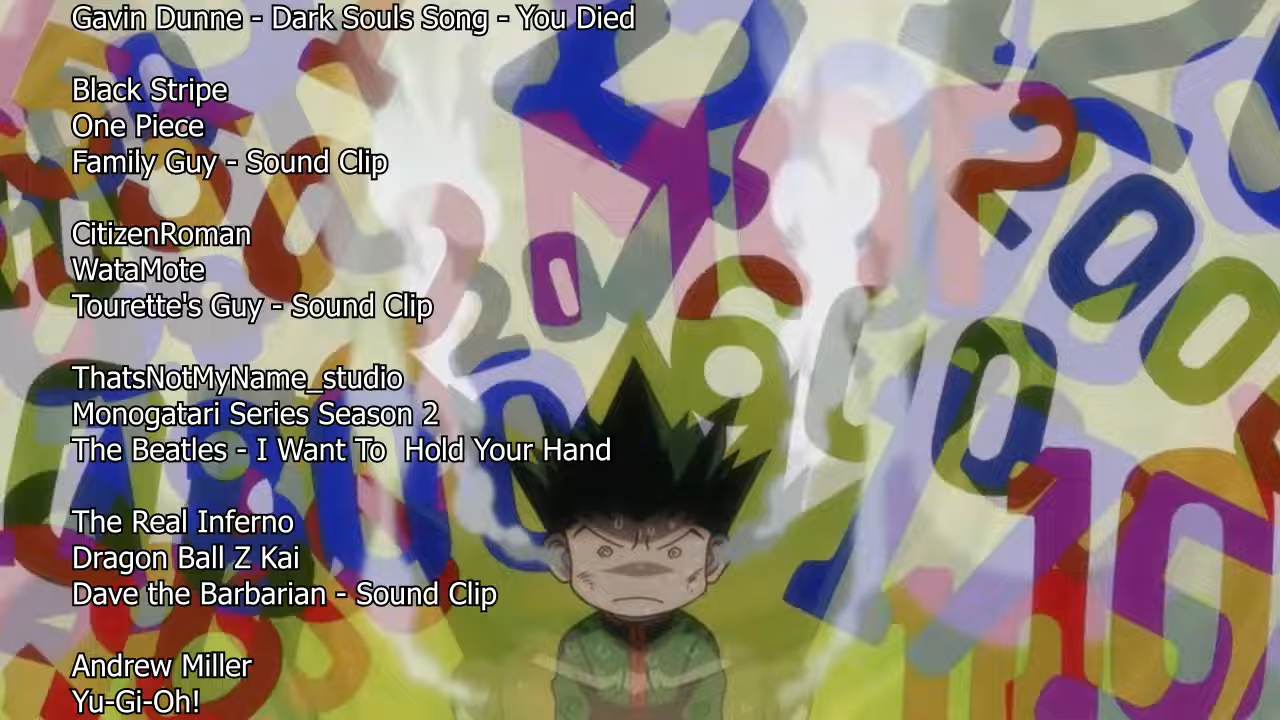 Gavin Dunne - Dark Souls Song - You Died
Black Stripe
One Piece
Family Guy - Sound Clip
CitizenRoman
WataMote
Tourette's Guy - Sound Clip
ThatsNotMyName_studio
Monogatari Series Season 2
The Beatles - I Want To  Hold Your Hand
The Real Inferno
Dragon Ball Z Kai
Dave the Barbarian - Sound Clip
Andrew Miller
Yu-Gi-Oh!